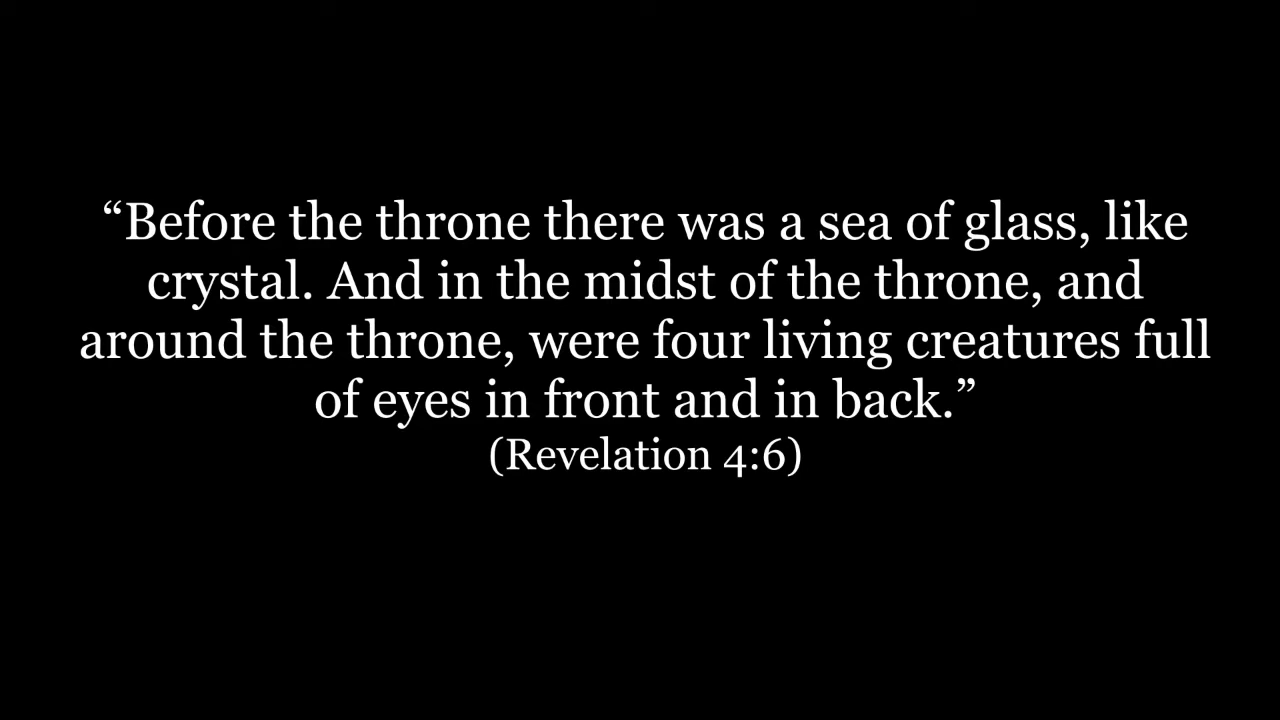 “Before the throne there was a sea of glass, like
crystal. And in the midst of the throne, and
around the throne, were four living creatures full
of eyes in front and in back.”
(Revelation 4:6)